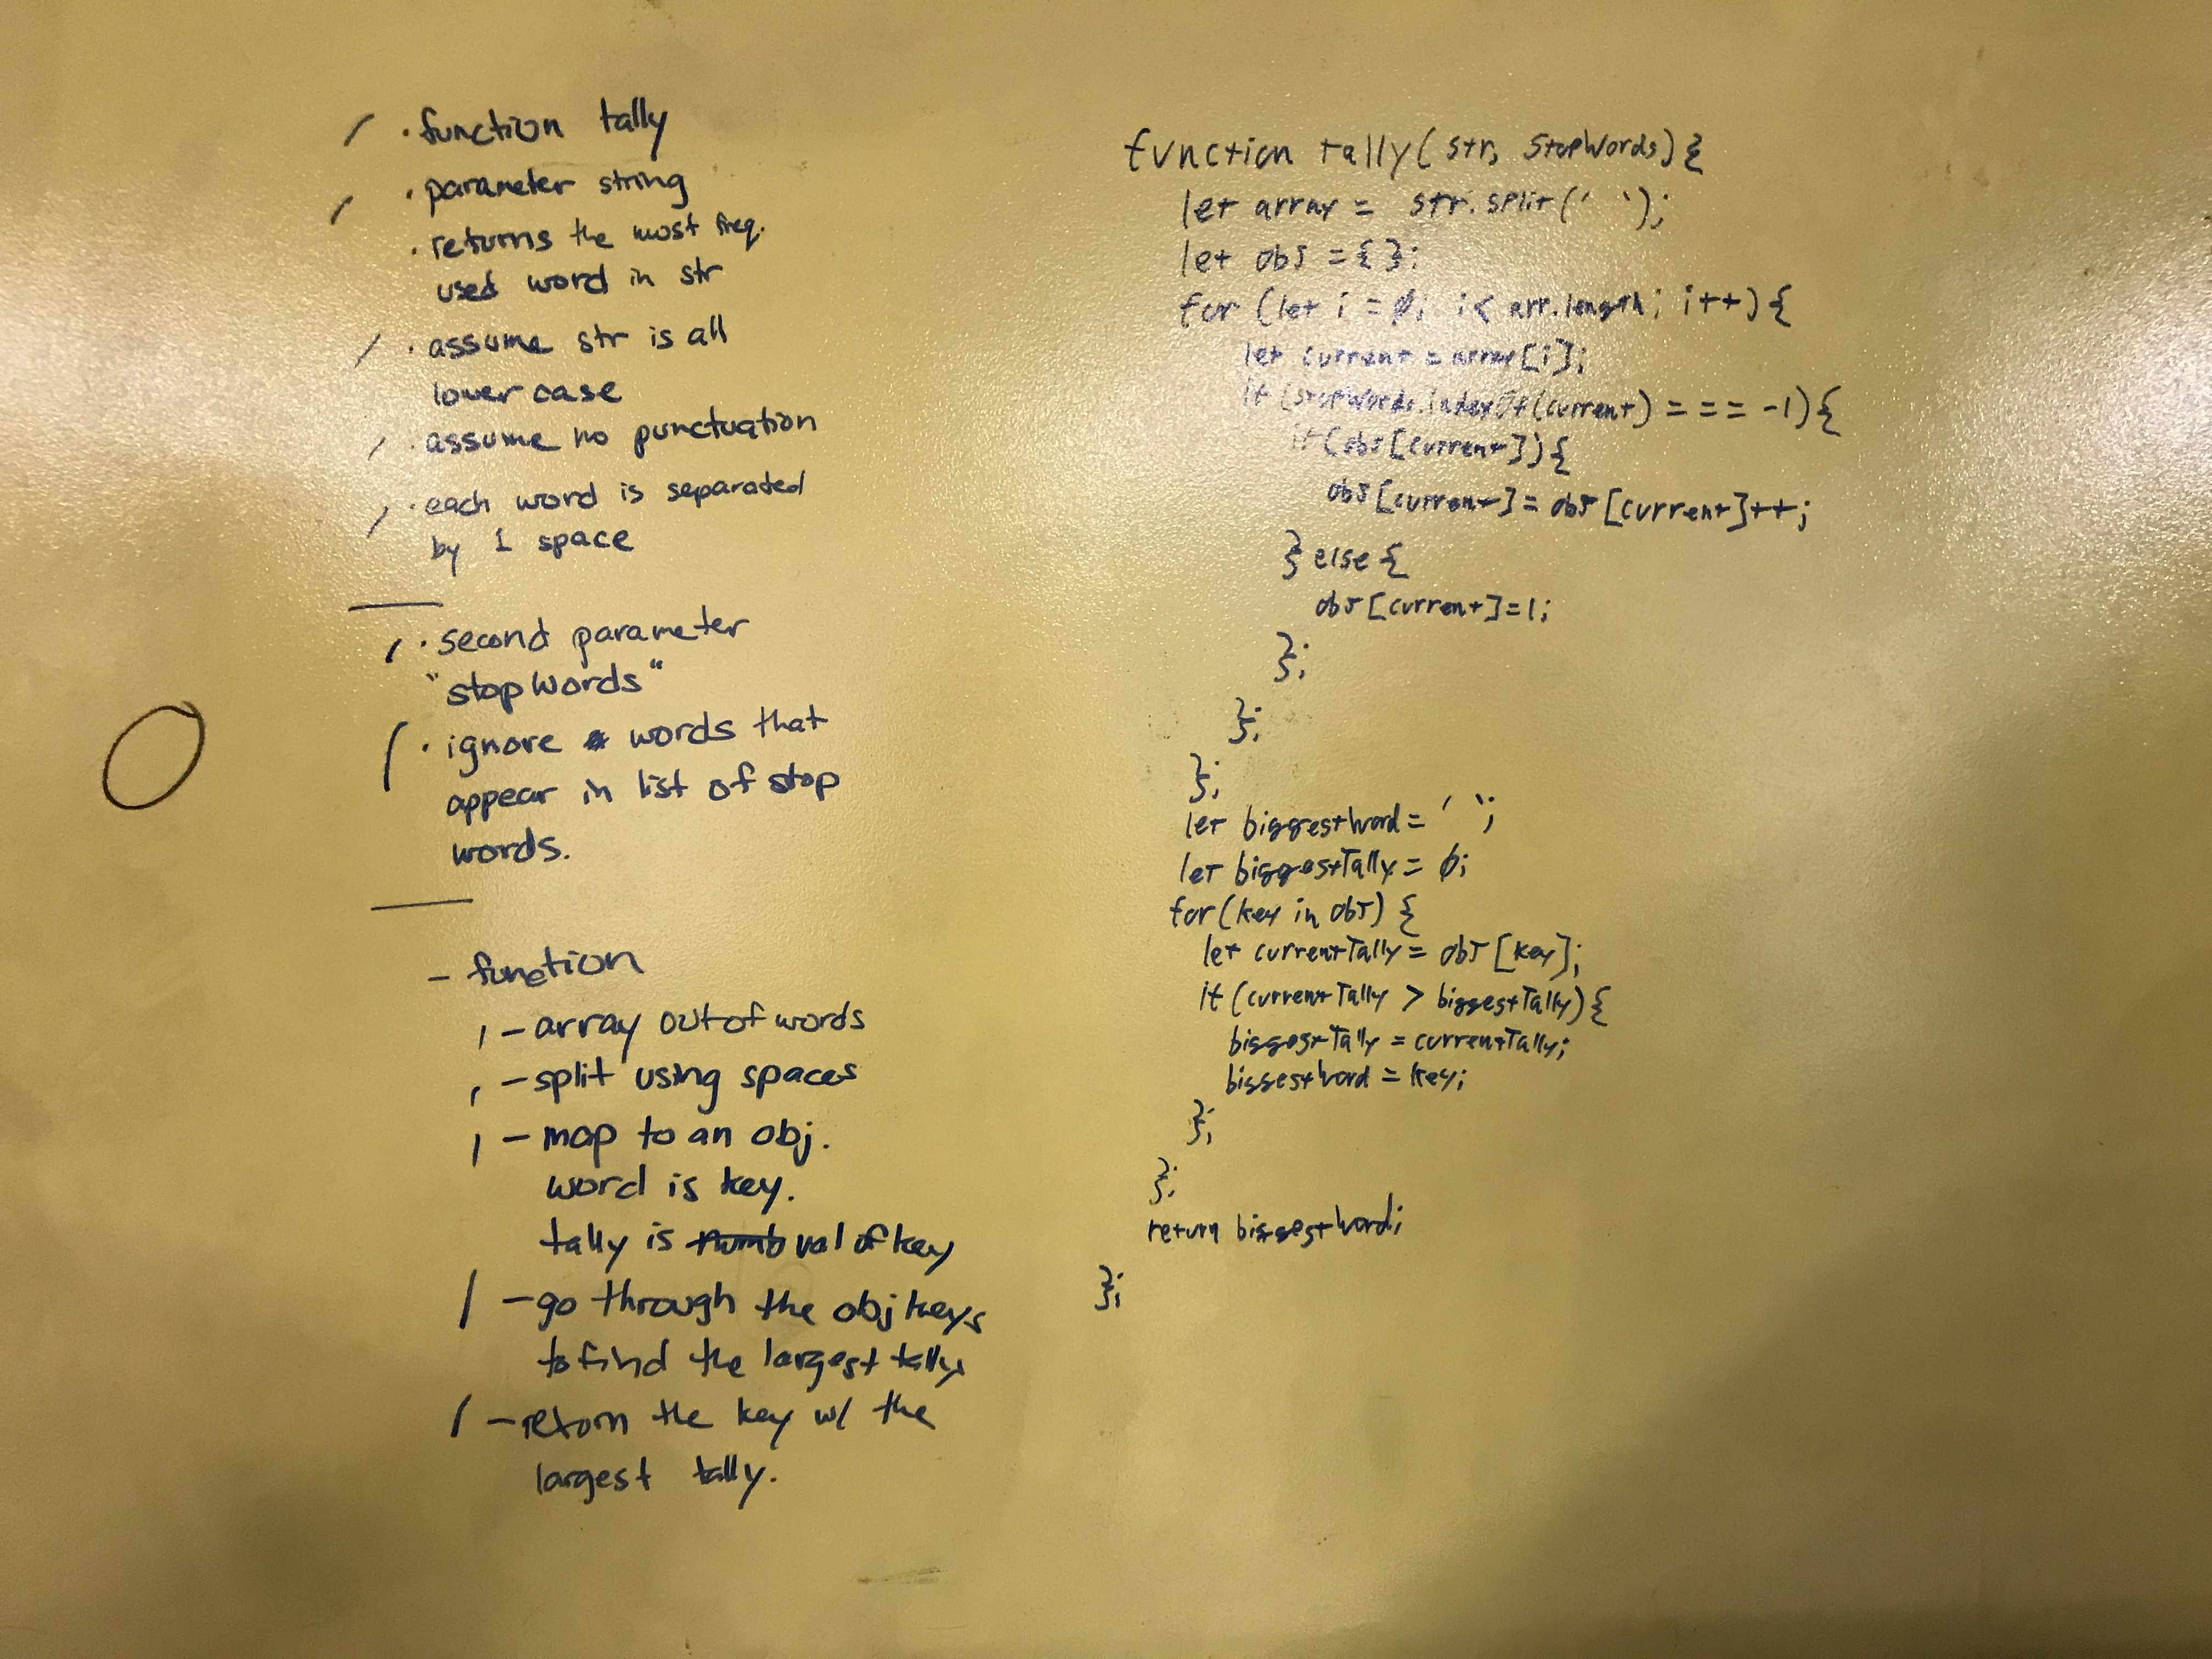 · function tally
· parameter string
· returns the most freq.
used word in str
· assume str is all
lower case
· assume no punctuation
· each word is separated
by 1 space
· second parameter
"stopWords"
· ignore words that
appear in list of stop
words.
- function
- array out of words
- split using spaces
- map to an obj.
word is key.
tally is val of key
- go through the obj keys
to find the largest tally
- return the key w/ the
largest tally.
function tally(str, stopWords){
let array = str.split(' ');
let obj = {};
for (let i = 0; i < arr.length; i++){
let current = array[i];
if (stopWords.indexOf(current) === -1){
if(obj[current]){
obj[current] = obj[current]++;
} else {
obj[current]=1;
};
};
};
let biggestWord = ' ';
let biggestTally = 0;
for(key in obj) {
let currentTally = obj[key];
if (currentTally > biggestTally){
biggestTally = currentTally;
biggestWord = key;
};
};
return biggestWord;
};